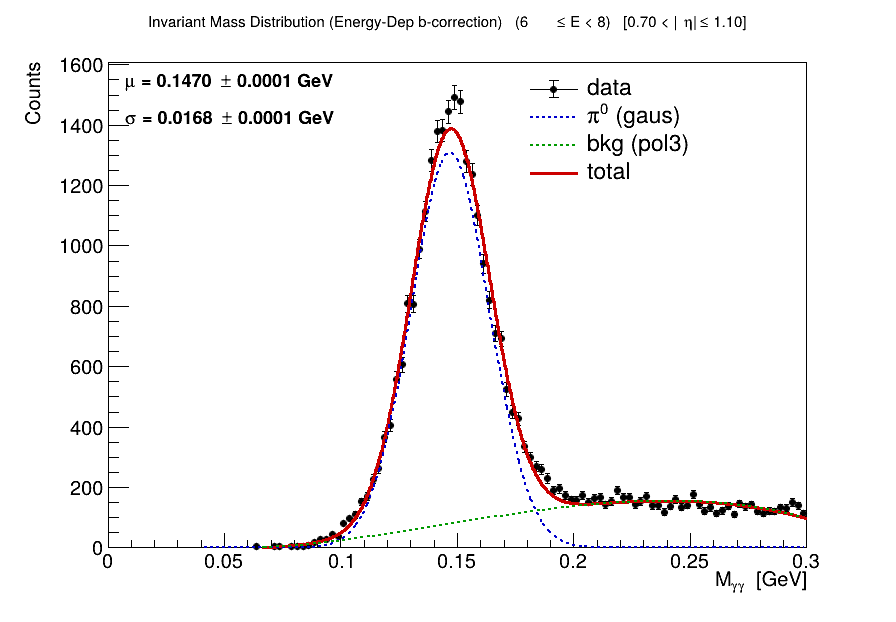 Invariant Mass Distribution (Energy-Dep b-correction) (6 ≤ E < 8) [0.70 < | η| ≤ 1.10]
Counts
1600
1400
1200
1000
800
600
400
200
0
μ = 0.1470 ± 0.0001 GeV
σ = 0.0168 ± 0.0001 GeV
data
π⁰ (gaus)
bkg (pol3)
total
0 0.05 0.1 0.15 0.2 0.25 0.3
Mγγ [GeV]